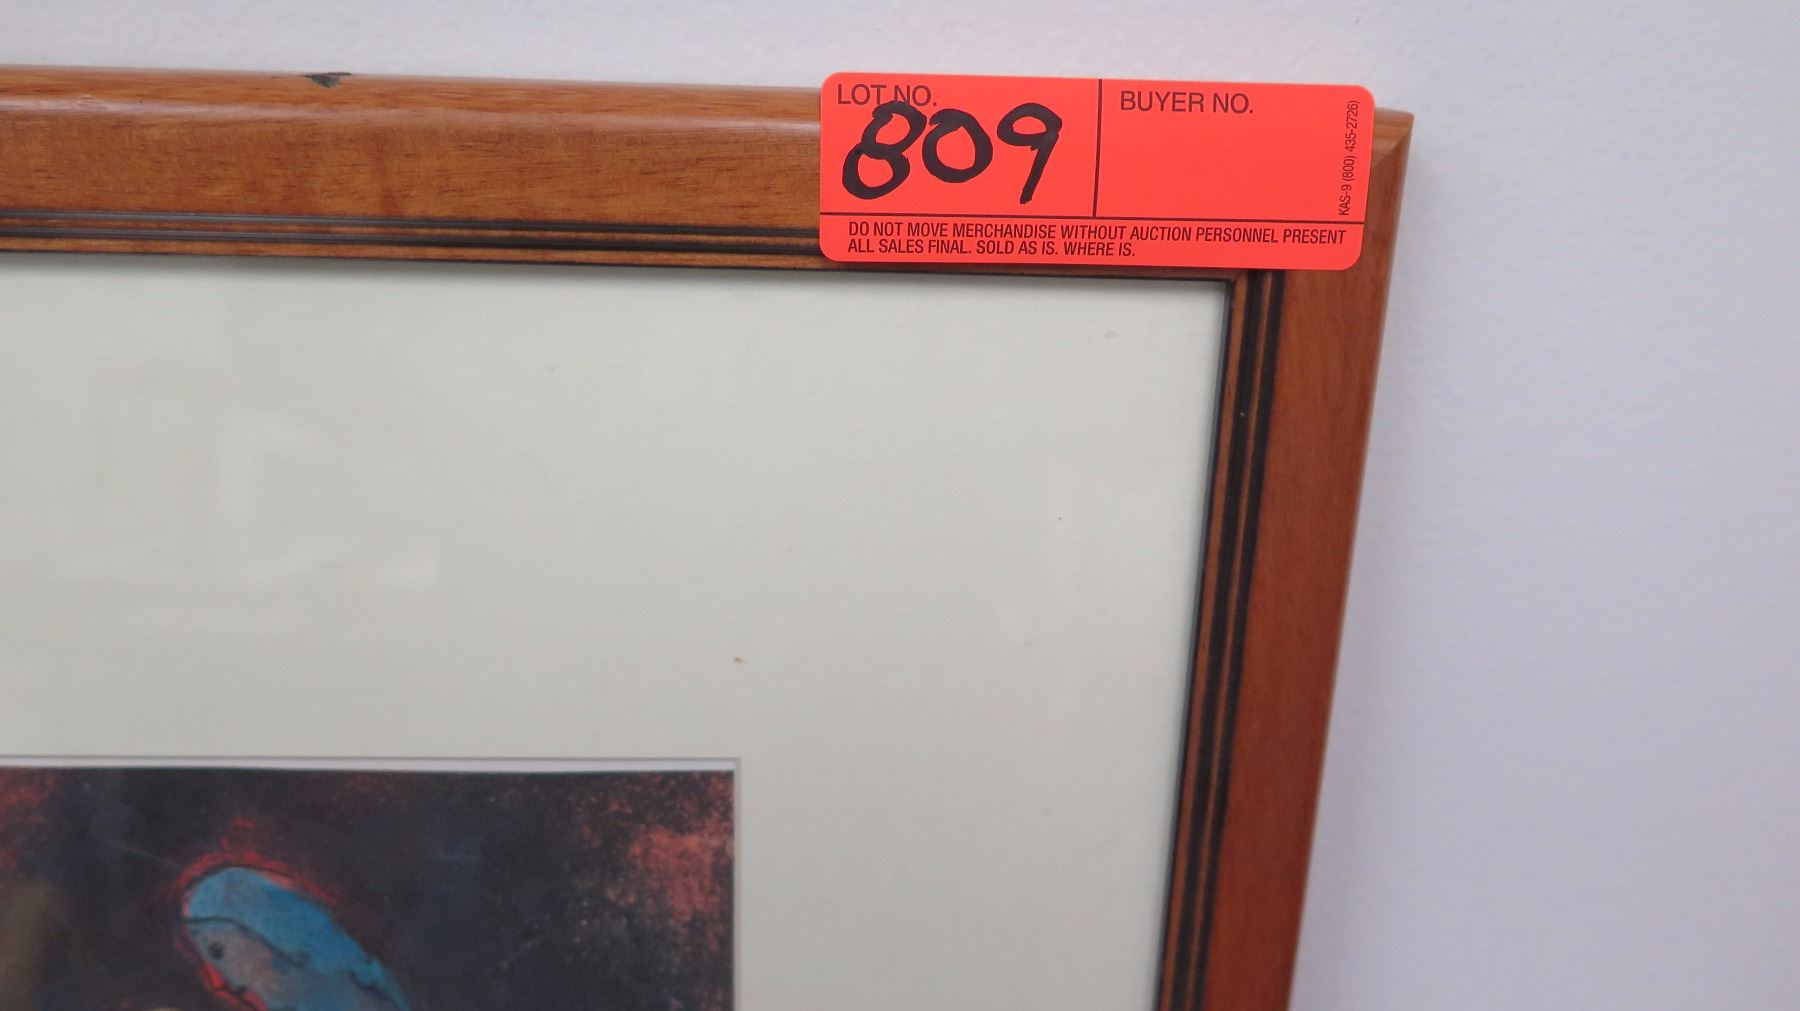 LOT NO.
809
BUYER NO.
KAS-9 (800) 435-2726)
DO NOT MOVE MERCHANDISE WITHOUT AUCTION PERSONNEL PRESENT
ALL SALES FINAL. SOLD AS IS. WHERE IS.